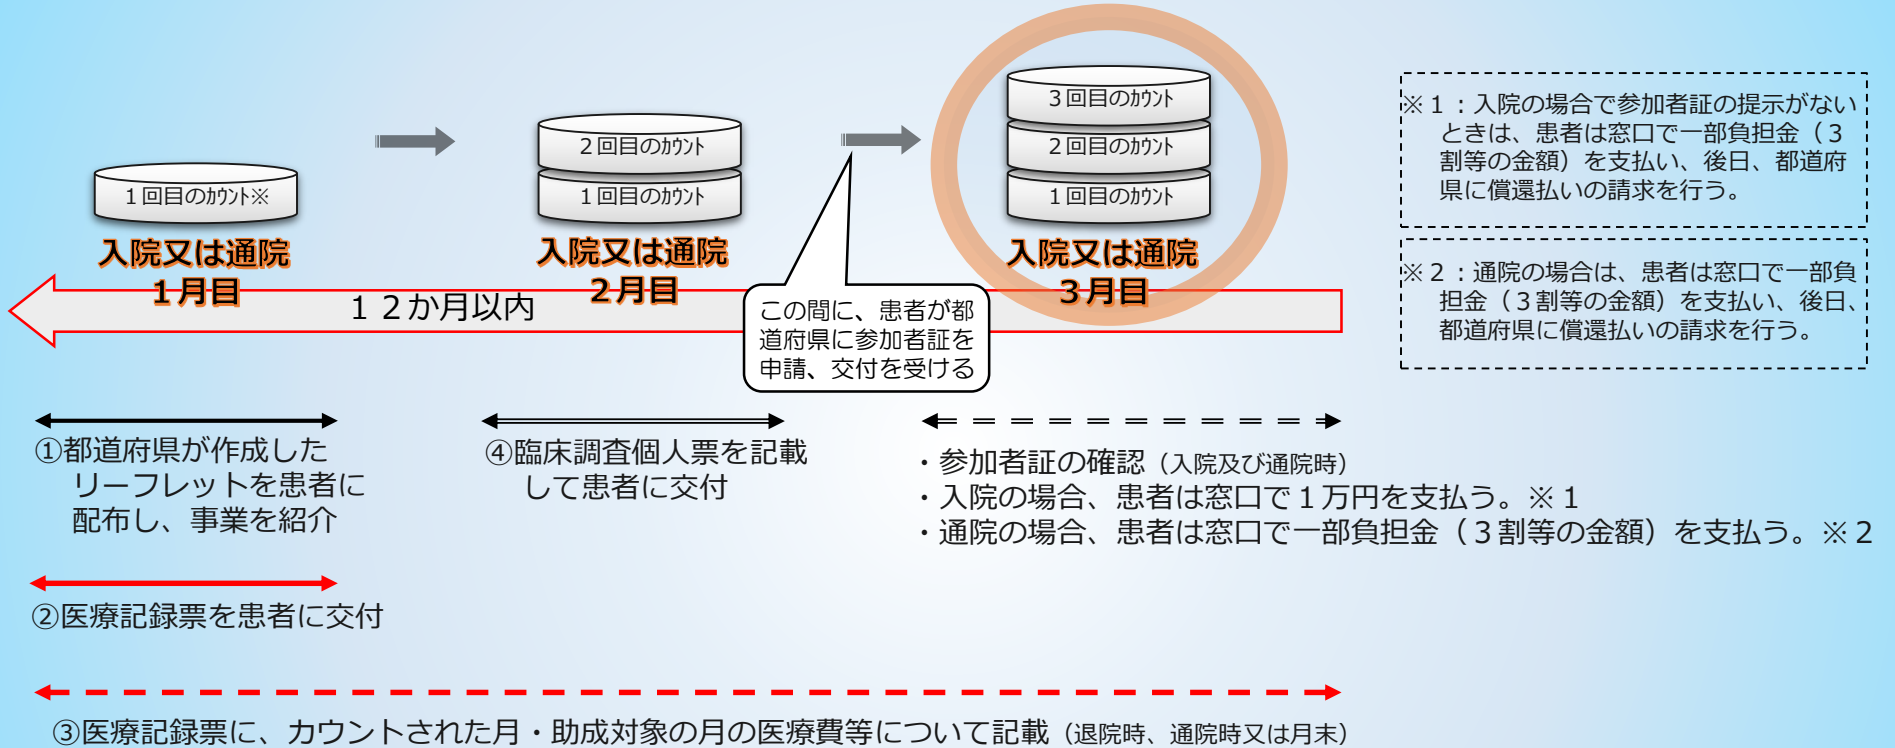 １回目のｶｳﾝﾄ※
入院又は通院
１月目
２回目のｶｳﾝﾄ
１回目のｶｳﾝﾄ
入院又は通院
２月目
３回目のｶｳﾝﾄ
２回目のｶｳﾝﾄ
１回目のｶｳﾝﾄ
入院又は通院
３月目
１２か月以内
この間に、患者が都
道府県に参加者証を
申請、交付を受ける
※１：入院の場合で参加者証の提示がない
ときは、患者は窓口で一部負担金（３
割等の金額）を支払い、後日、都道府
県に償還払いの請求を行う。
※２：通院の場合は、患者は窓口で一部負
担金（３割等の金額）を支払い、後日、
都道府県に償還払いの請求を行う。
①都道府県が作成した
リーフレットを患者に
配布し、事業を紹介
④臨床調査個人票を記載
して患者に交付
・参加者証の確認（入院及び通院時）
・入院の場合、患者は窓口で１万円を支払う。※１
・通院の場合、患者は窓口で一部負担金（３割等の金額）を支払う。※２
②医療記録票を患者に交付
③医療記録票に、カウントされた月・助成対象の月の医療費等について記載（退院時、通院時又は月末）